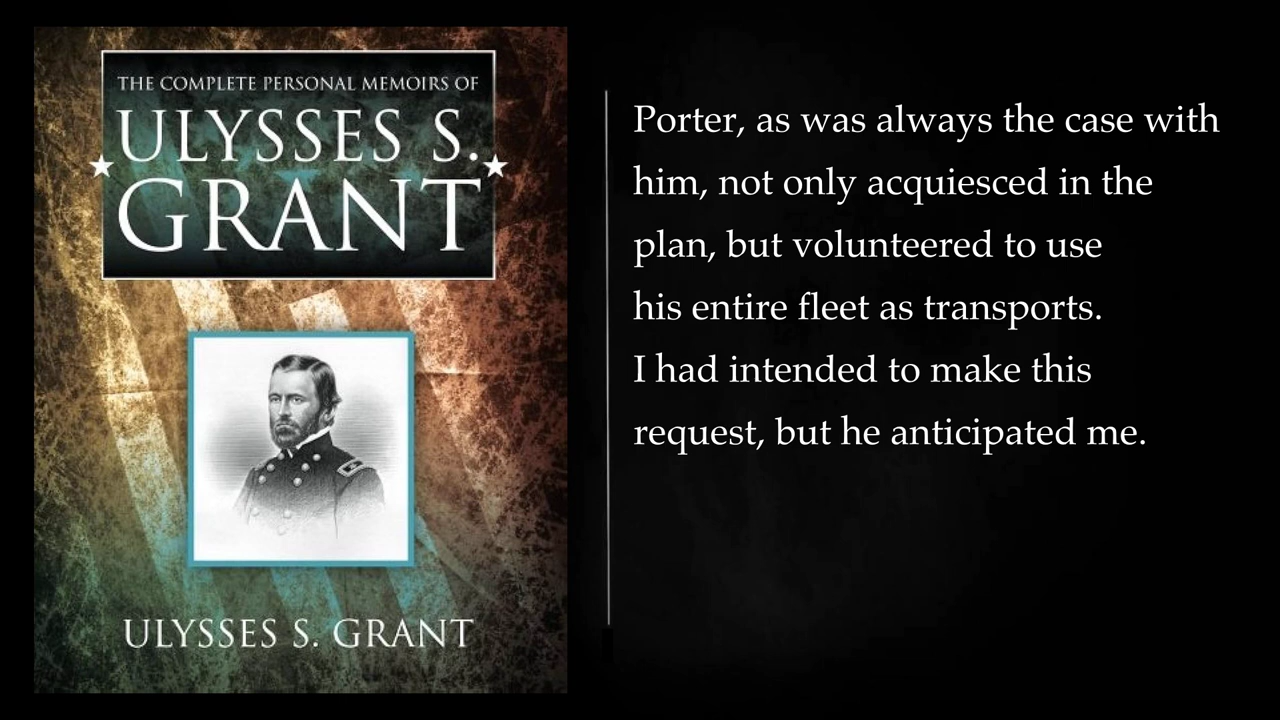 THE COMPLETE PERSONAL MEMOIRS OF
ULYSSES S.
GRANT
ULYSSES S. GRANT
Porter, as was always the case with
him, not only acquiesced in the
plan, but volunteered to use
his entire fleet as transports.
I had intended to make this
request, but he anticipated me.